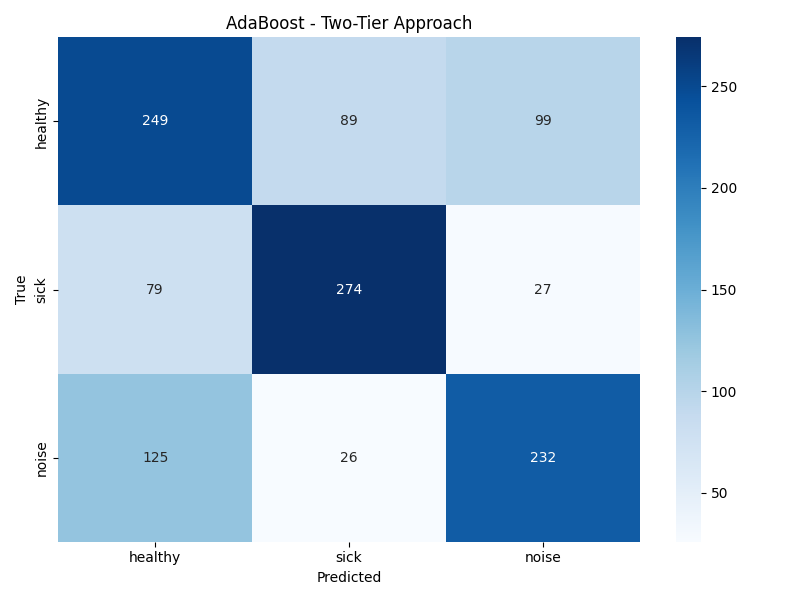 AdaBoost - Two-Tier Approach
healthy
249
89
99
sick
79
274
27
noise
125
26
232
True
healthy
sick
noise
Predicted
250
200
150
100
50